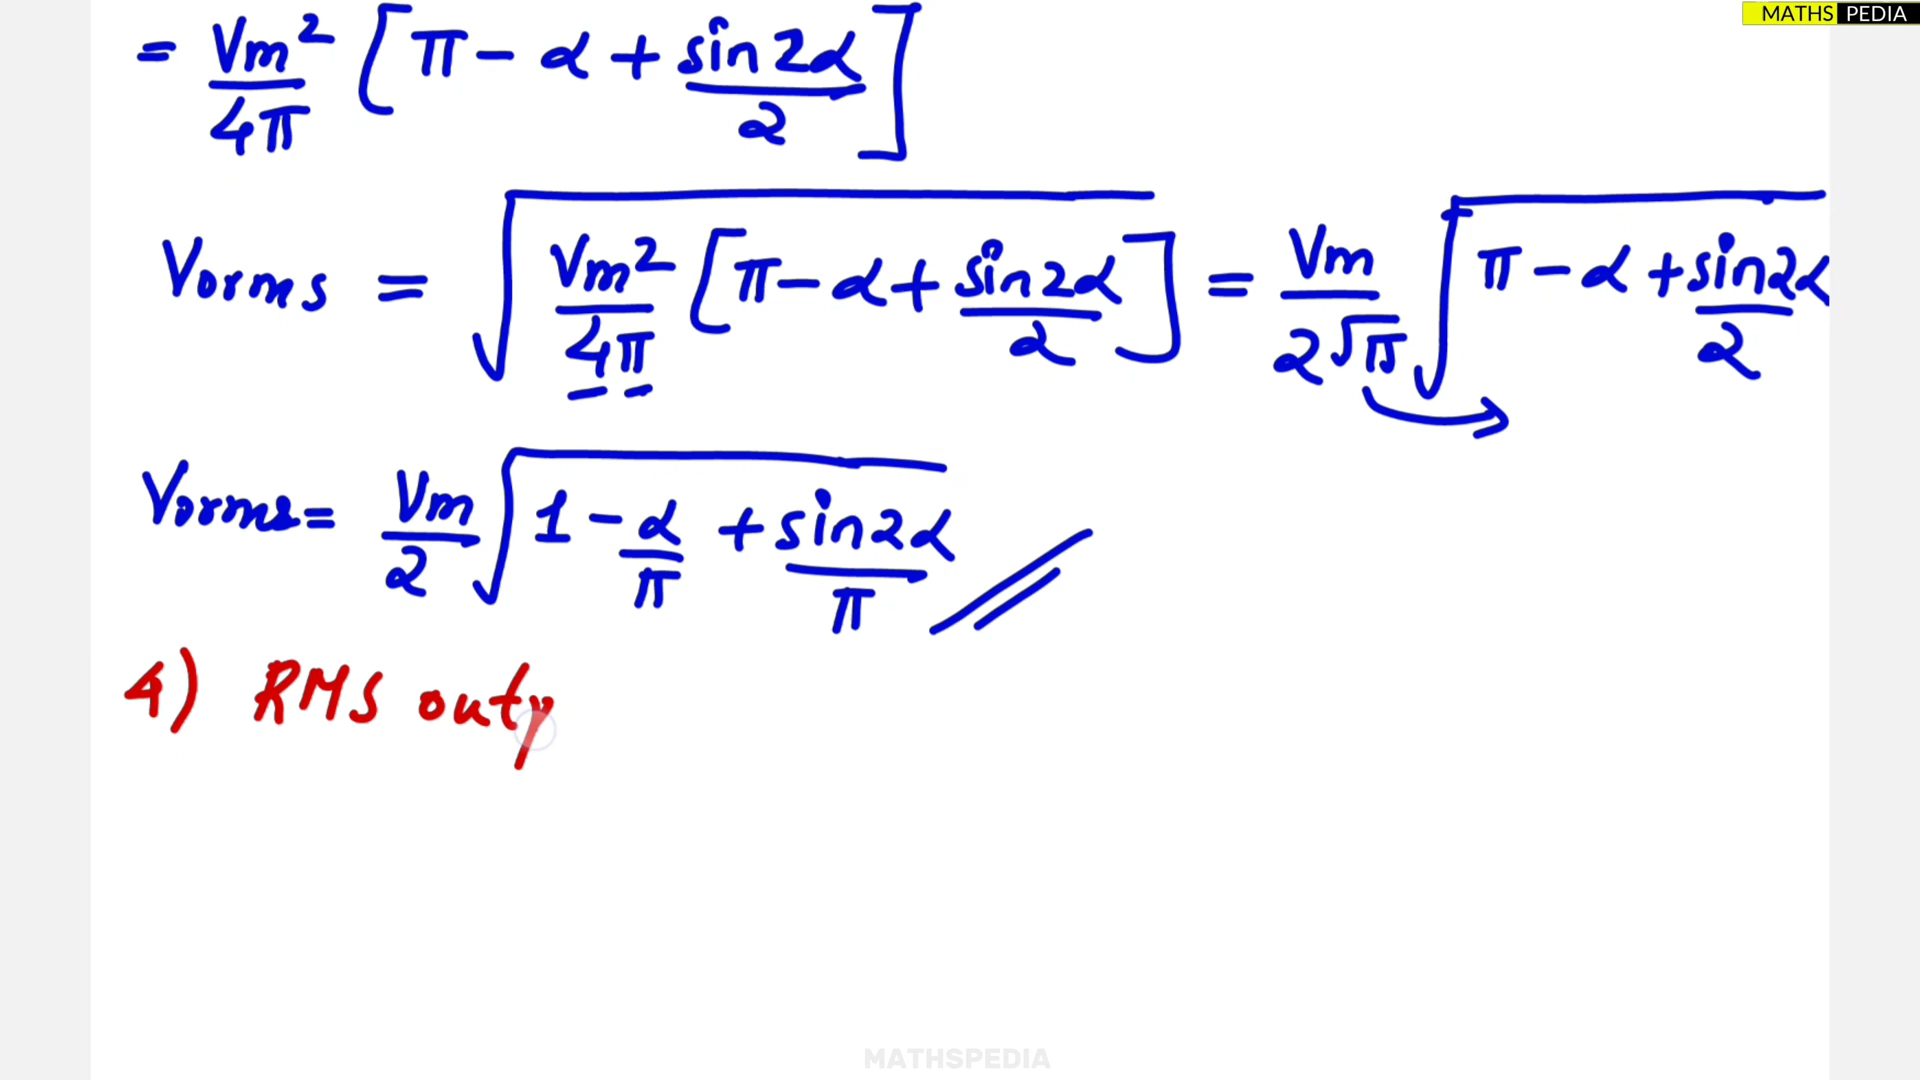 MATHS PEDIA
= Vm²/4π [π - α + sin2α/2]
Vorms = √(Vm²/4π [π - α + sin2α/2]) = Vm/2√π √(π - α + sin2α/2)
Vorms = Vm/2 √(1 - α/π + sin2α/π)
4) RMS outp
MATHSPEDIA